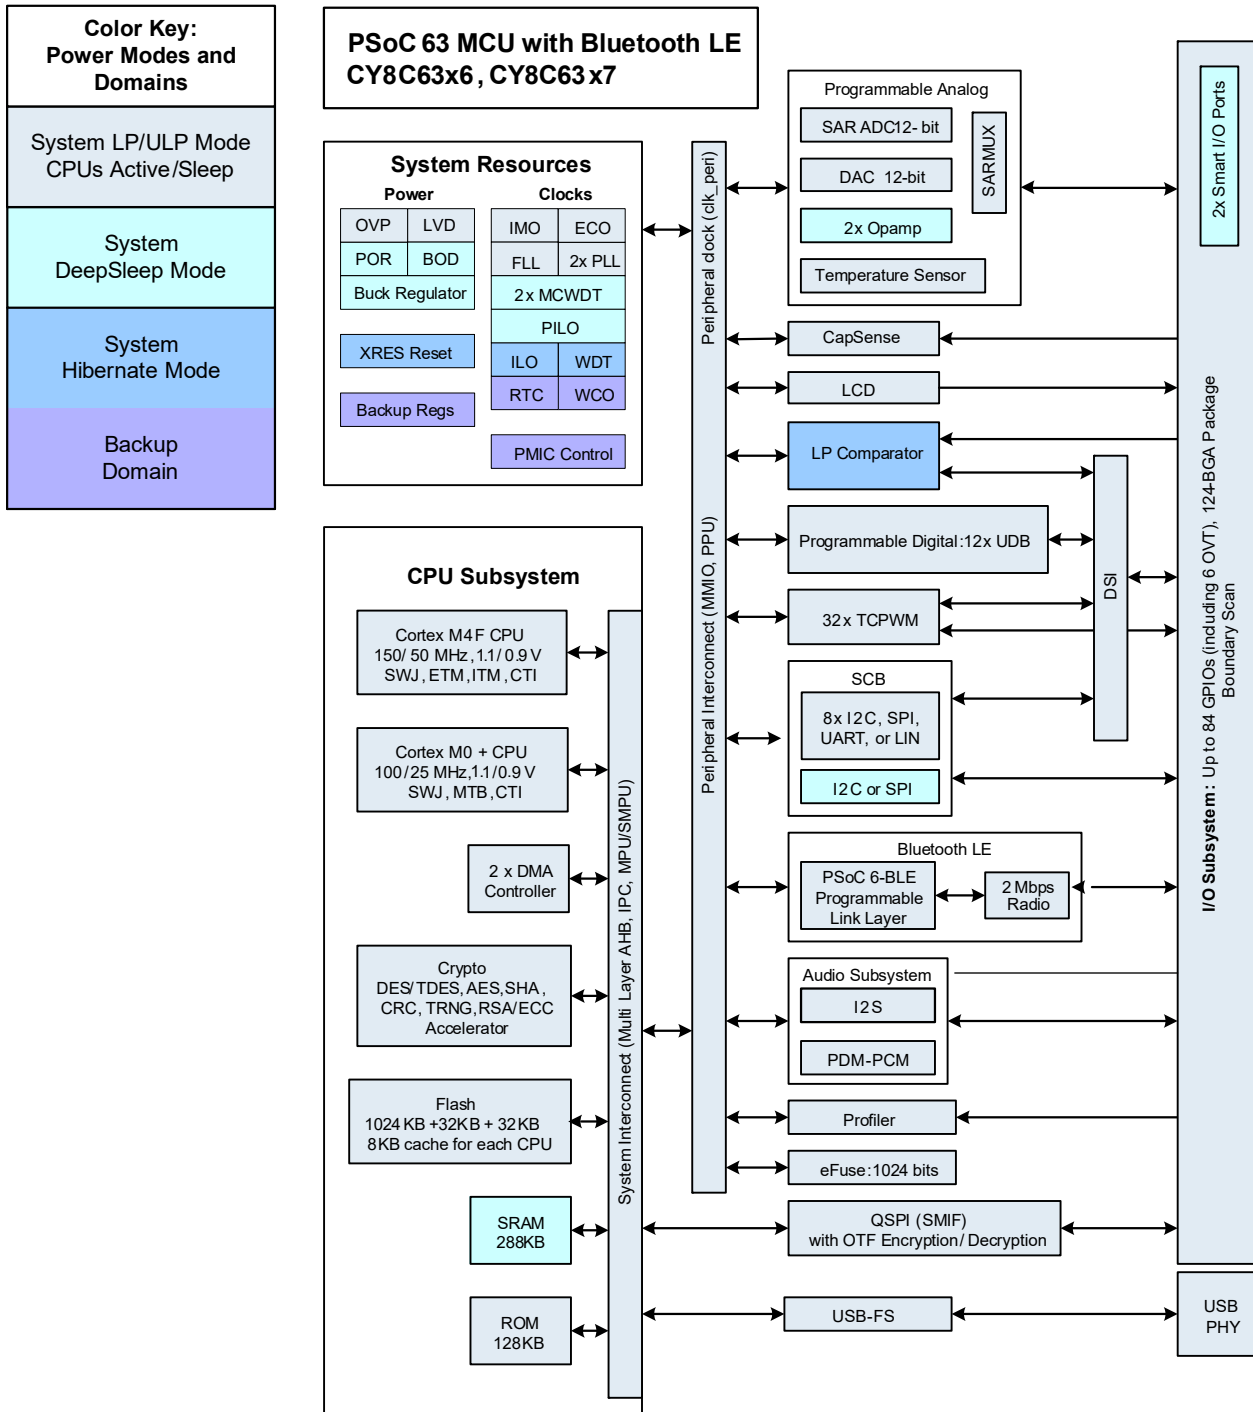 Color Key:
Power Modes and
Domains
System LP/ULP Mode
CPUs Active/Sleep
System
DeepSleep Mode
System
Hibernate Mode
Backup
Domain
PSoC 63 MCU with Bluetooth LE
CY8C63x6, CY8C63x7
System Resources
Power
Clocks
OVP
LVD
POR
BOD
Buck Regulator
XRES Reset
Backup Regs
IMO
ECO
FLL
2x PLL
2x MCWDT
PILO
ILO
WDT
RTC
WCO
PMIC Control
CPU Subsystem
Cortex M4F CPU
150/50 MHz, 1.1/0.9 V
SWJ, ETM, ITM, CTI
Cortex M0 + CPU
100/25 MHz, 1.1/0.9 V
SWJ, MTB, CTI
2 x DMA
Controller
Crypto
DES/TDES, AES, SHA,
CRC, TRNG, RSA/ECC
Accelerator
Flash
1024 KB +32KB + 32 KB
8KB cache for each CPU
SRAM
288KB
ROM
128KB
System Interconnect (Multi Layer AHB, IPC, MPU/SMPU)
Peripheral dock (clk_peri)
Peripheral Interconnect (MMIO, PPU)
Programmable Analog
SAR ADC12- bit
DAC 12-bit
2x Opamp
Temperature Sensor
SARMUX
CapSense
LCD
LP Comparator
Programmable Digital:12x UDB
32x TCPWM
DSI
SCB
8x I2C, SPI,
UART, or LIN
I2C or SPI
Bluetooth LE
PSoC 6-BLE
Programmable
Link Layer
2 Mbps
Radio
Audio Subsystem
I2S
PDM-PCM
Profiler
eFuse:1024 bits
QSPI (SMIF)
with OTF Encryption/Decryption
USB-FS
2x Smart I/O Ports
I/O Subsystem: Up to 84 GPIOs (including 6 OVT), 124-BGA Package
Boundary Scan
USB
PHY